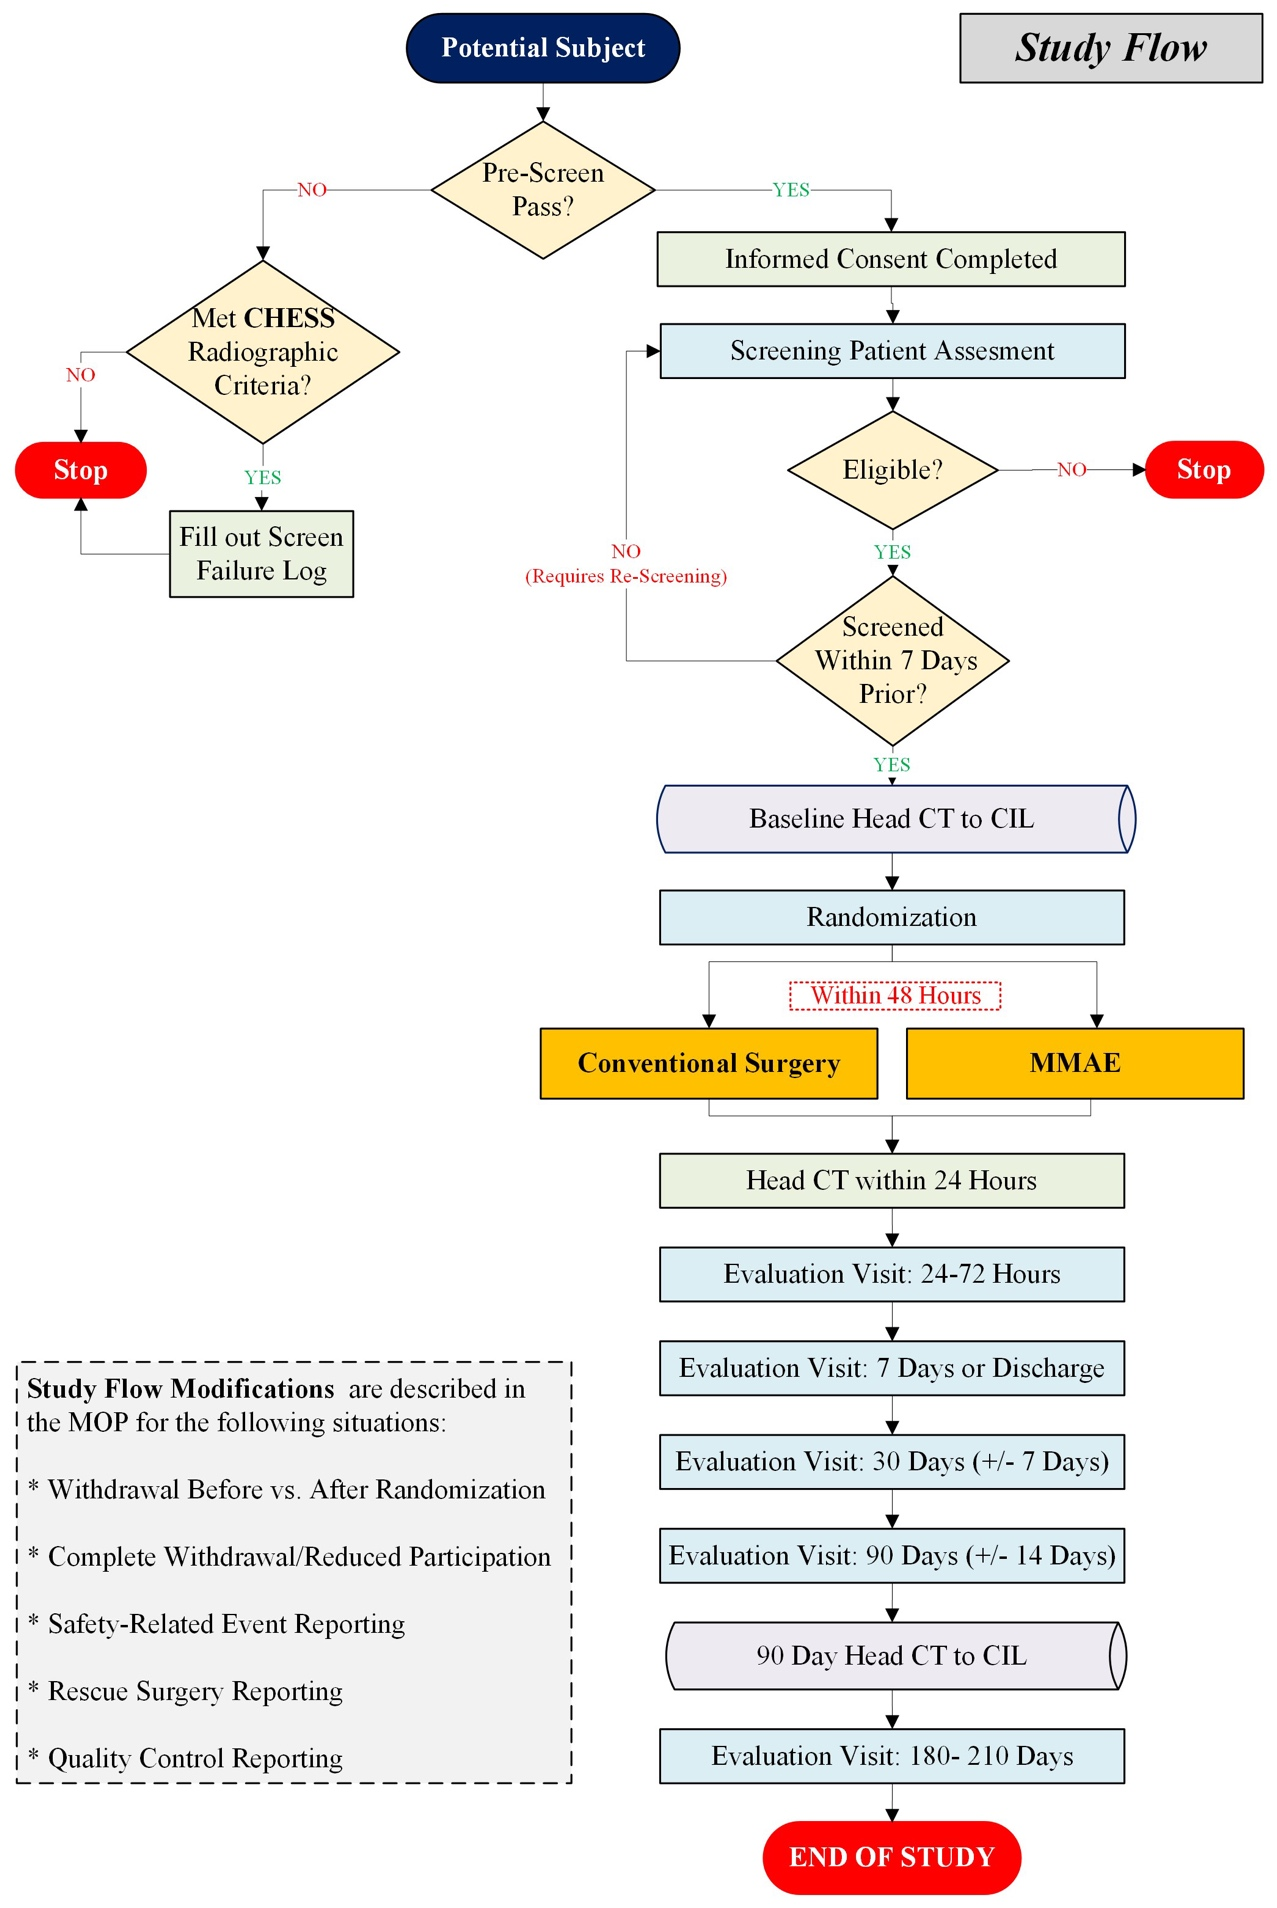 Potential Subject
Study Flow
Pre-Screen
Pass?
NO
YES
Informed Consent Completed
Met CHESS
Radiographic
Criteria?
Screening Patient Assesment
NO
Stop
YES
Eligible?
NO
Stop
Fill out Screen
Failure Log
YES
NO
(Requires Re-Screening)
Screened
Within 7 Days
Prior?
YES
Baseline Head CT to CIL
Randomization
Within 48 Hours
Conventional Surgery
MMAE
Head CT within 24 Hours
Evaluation Visit: 24-72 Hours
Evaluation Visit: 7 Days or Discharge
Evaluation Visit: 30 Days (+/- 7 Days)
Evaluation Visit: 90 Days (+/- 14 Days)
90 Day Head CT to CIL
Evaluation Visit: 180- 210 Days
END OF STUDY
Study Flow Modifications are described in
the MOP for the following situations:
* Withdrawal Before vs. After Randomization
* Complete Withdrawal/Reduced Participation
* Safety-Related Event Reporting
* Rescue Surgery Reporting
* Quality Control Reporting